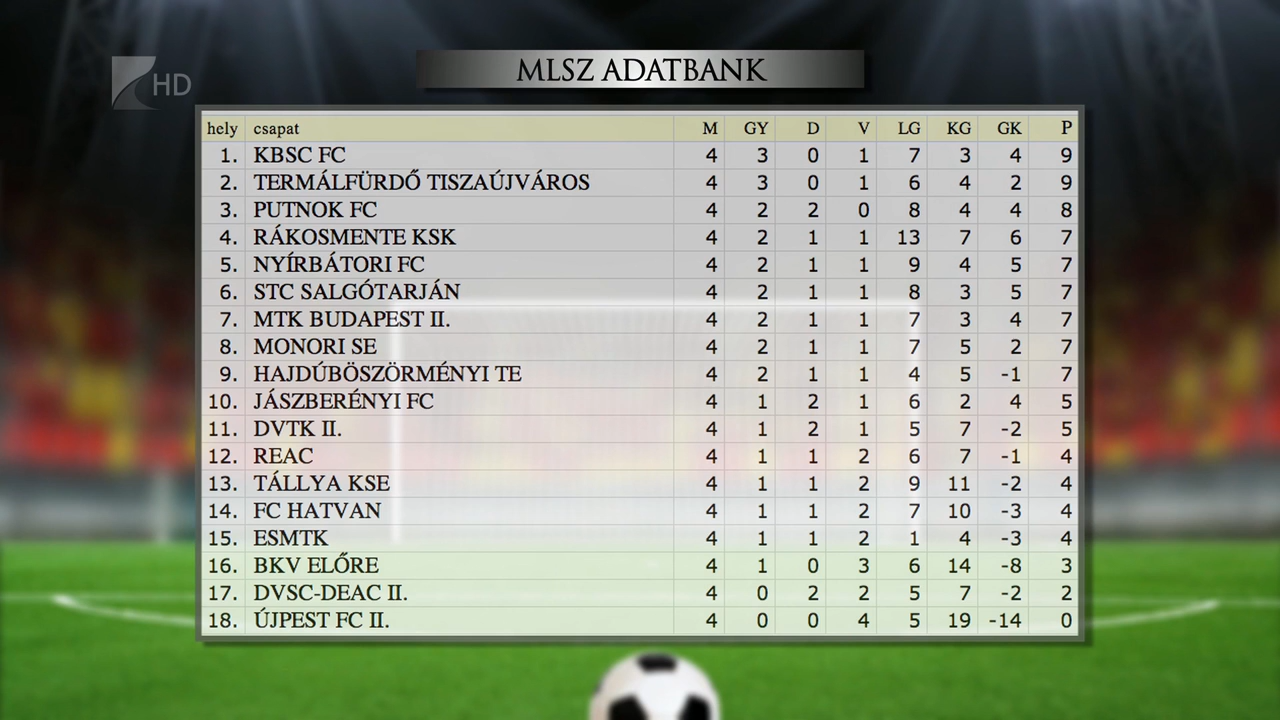 MLSZ ADATBANK
HD
hely csapat M GY D V LG KG GK P
1. KBSC FC 4 3 0 1 7 3 4 9
2. TERMÁLFÜRDŐ TISZAÚJVÁROS 4 3 0 1 6 4 2 9
3. PUTNOK FC 4 2 2 0 8 4 4 8
4. RÁKOSMENTE KSK 4 2 1 1 13 7 6 7
5. NYÍRBÁTORI FC 4 2 1 1 9 4 5 7
6. STC SALGÓTARJÁN 4 2 1 1 8 3 5 7
7. MTK BUDAPEST II. 4 2 1 1 7 3 4 7
8. MONORI SE 4 2 1 1 7 5 2 7
9. HAJDÚBÖSZÖRMÉNYI TE 4 2 1 1 4 5 -1 7
10. JÁSZBERÉNYI FC 4 1 2 1 6 2 4 5
11. DVTK II. 4 1 2 1 5 7 -2 5
12. REAC 4 1 1 2 6 7 -1 4
13. TÁLLYA KSE 4 1 1 2 9 11 -2 4
14. FC HATVAN 4 1 1 2 7 10 -3 4
15. ESMTK 4 1 1 2 1 4 -3 4
16. BKV ELŐRE 4 1 0 3 6 14 -8 3
17. DVSC-DEAC II. 4 0 2 2 5 7 -2 2
18. ÚJPEST FC II. 4 0 0 4 5 19 -14 0